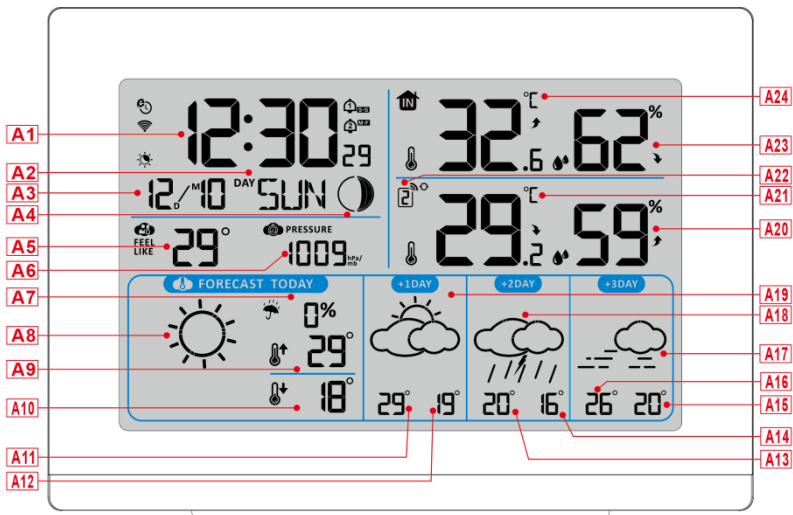 A1
A2
A3
A4
A5
A6
A7
A8
A9
A10
A11
A12
12:30 29
1 S-S
2 M-F
12 D / M 10 DAY SUN
FEEL LIKE 29°
PRESSURE
1009 hPa/mb
IN 32.6 °C 62%
2 29.2 °C 59%
FORECAST TODAY
0%
29°
18°
+1DAY
29° 19°
+2DAY
20° 16°
+3DAY
26° 20°
A24
A23
A22
A21
A20
A19
A18
A17
A16
A15
A14
A13